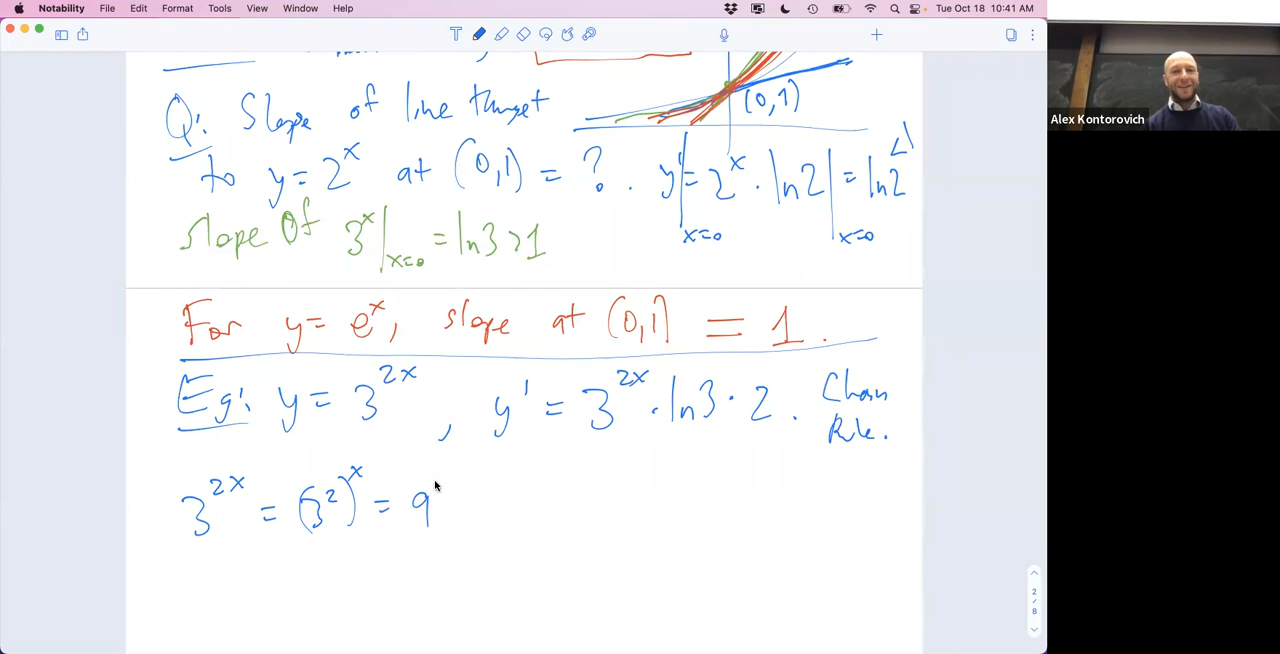 Notability File Edit Format Tools View Window Help Tue Oct 18 10:41 AM
Alex Kontorovich
(0,1)
Q: Slope of line tangent
to y = 2^x at (0,1) = ? . y'|_{x=0} = 2^x · ln2|_{x=0} = ln2
slope Of 3^x|_{x=0} = ln3 > 1
For y = e^x, slope at (0,1) = 1.
Eg: y = 3^{2x} , y' = 3^{2x} · ln3 · 2 . Chain
Rule.
3^{2x} = (3^2)^x = 9
2
/
8